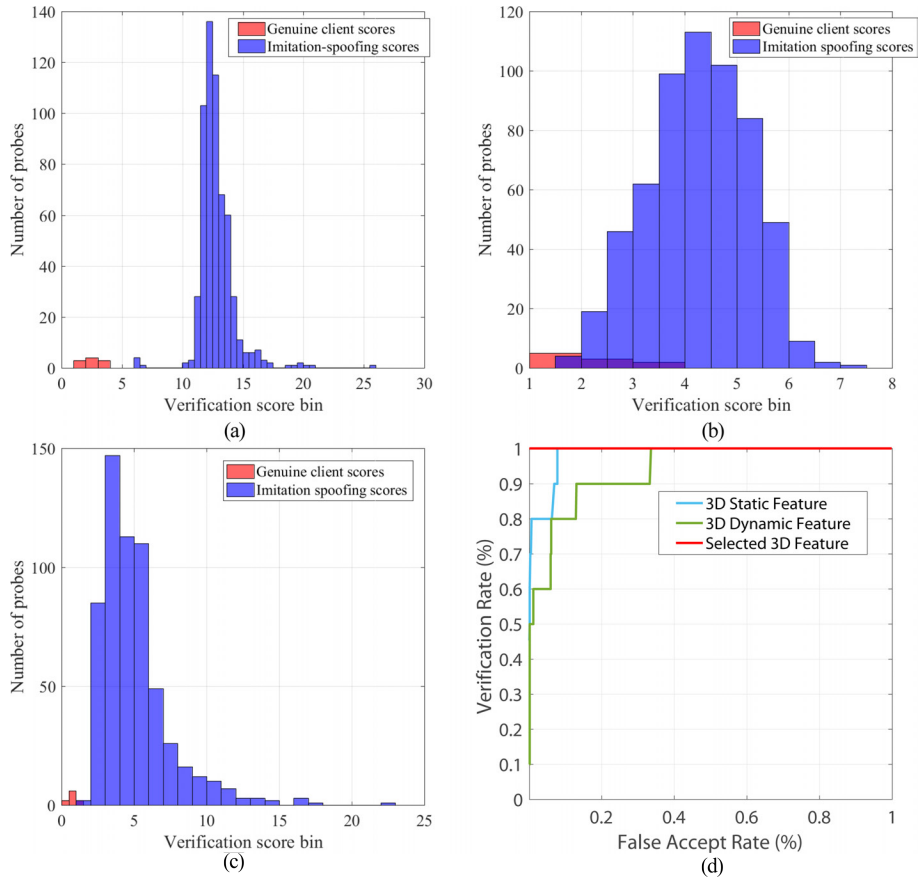 Genuine client scores
Imitation-spoofing scores
Number of probes
140
120
100
80
60
40
20
0
0 5 10 15 20 25 30
Verification score bin
(a)
Genuine client scores
Imitation spoofing scores
Number of probes
120
100
80
60
40
20
0
1 2 3 4 5 6 7 8
Verification score bin
(b)
Genuine client scores
Imitation spoofing scores
Number of probes
150
100
50
0
0 5 10 15 20 25
Verification score bin
(c)
3D Static Feature
3D Dynamic Feature
Selected 3D Feature
Verification Rate (%)
1
0.9
0.8
0.7
0.6
0.5
0.4
0.3
0.2
0.1
0
0.2 0.4 0.6 0.8 1
False Accept Rate (%)
(d)